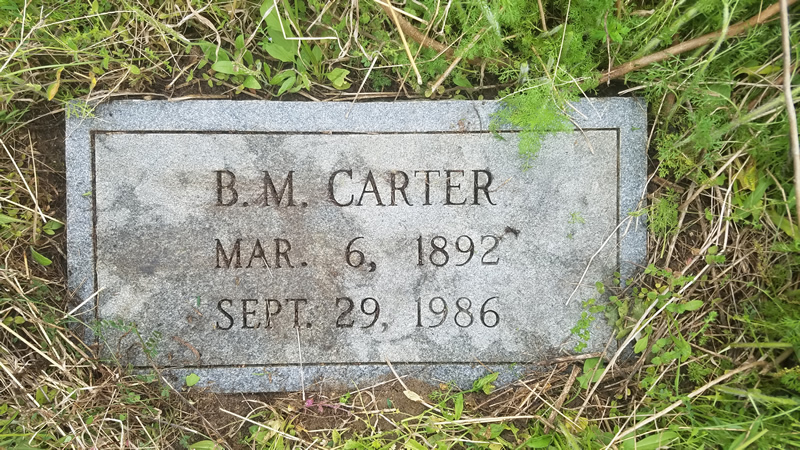 B. M. CARTER
MAR. 6, 1892
SEPT. 29, 1986